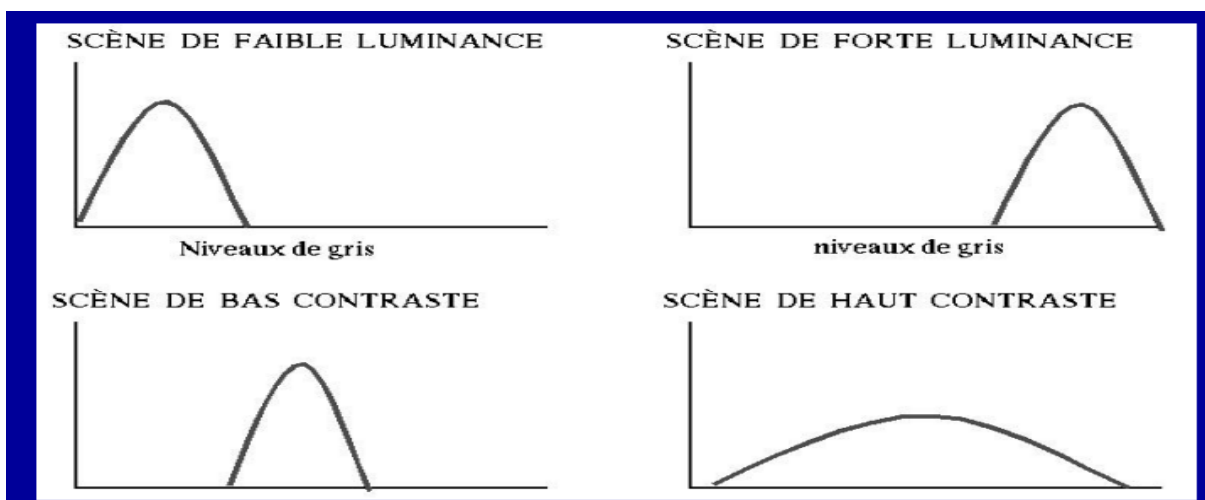 SCÈNE DE FAIBLE LUMINANCE
SCÈNE DE FORTE LUMINANCE
Niveaux de gris
niveaux de gris
SCÈNE DE BAS CONTRASTE
SCÈNE DE HAUT CONTRASTE